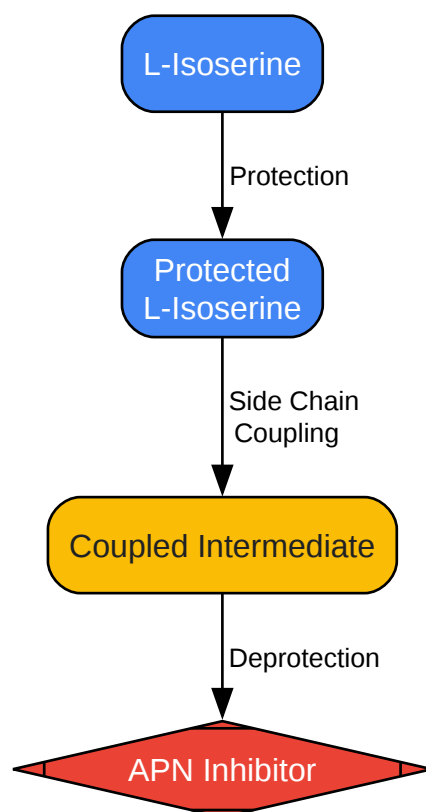 L-Isoserine
Protection
Protected
L-Isoserine
Side Chain
Coupling
Coupled Intermediate
Deprotection
APN Inhibitor